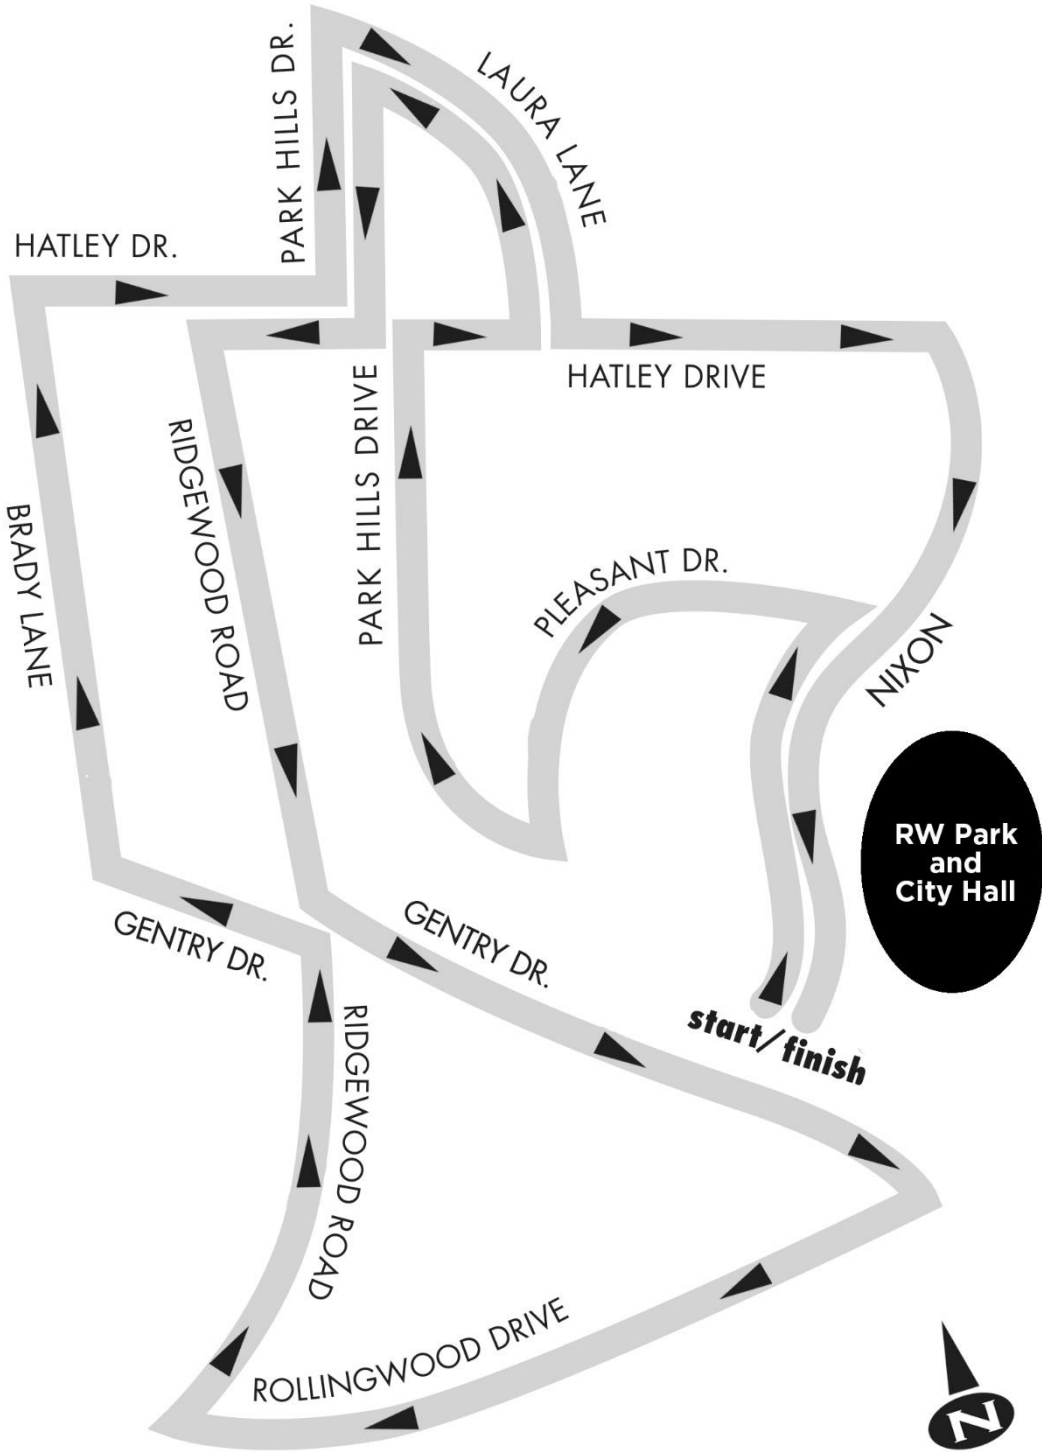 PARK HILLS DR.
LAURA LANE
HATLEY DR.
HATLEY DRIVE
PARK HILLS DRIVE
RIDGEWOOD ROAD
BRADY LANE
PLEASANT DR.
NIXON
RW Park
and
City Hall
GENTRY DR.
GENTRY DR.
start/finish
RIDGEWOOD ROAD
ROLLINGWOOD DRIVE
N